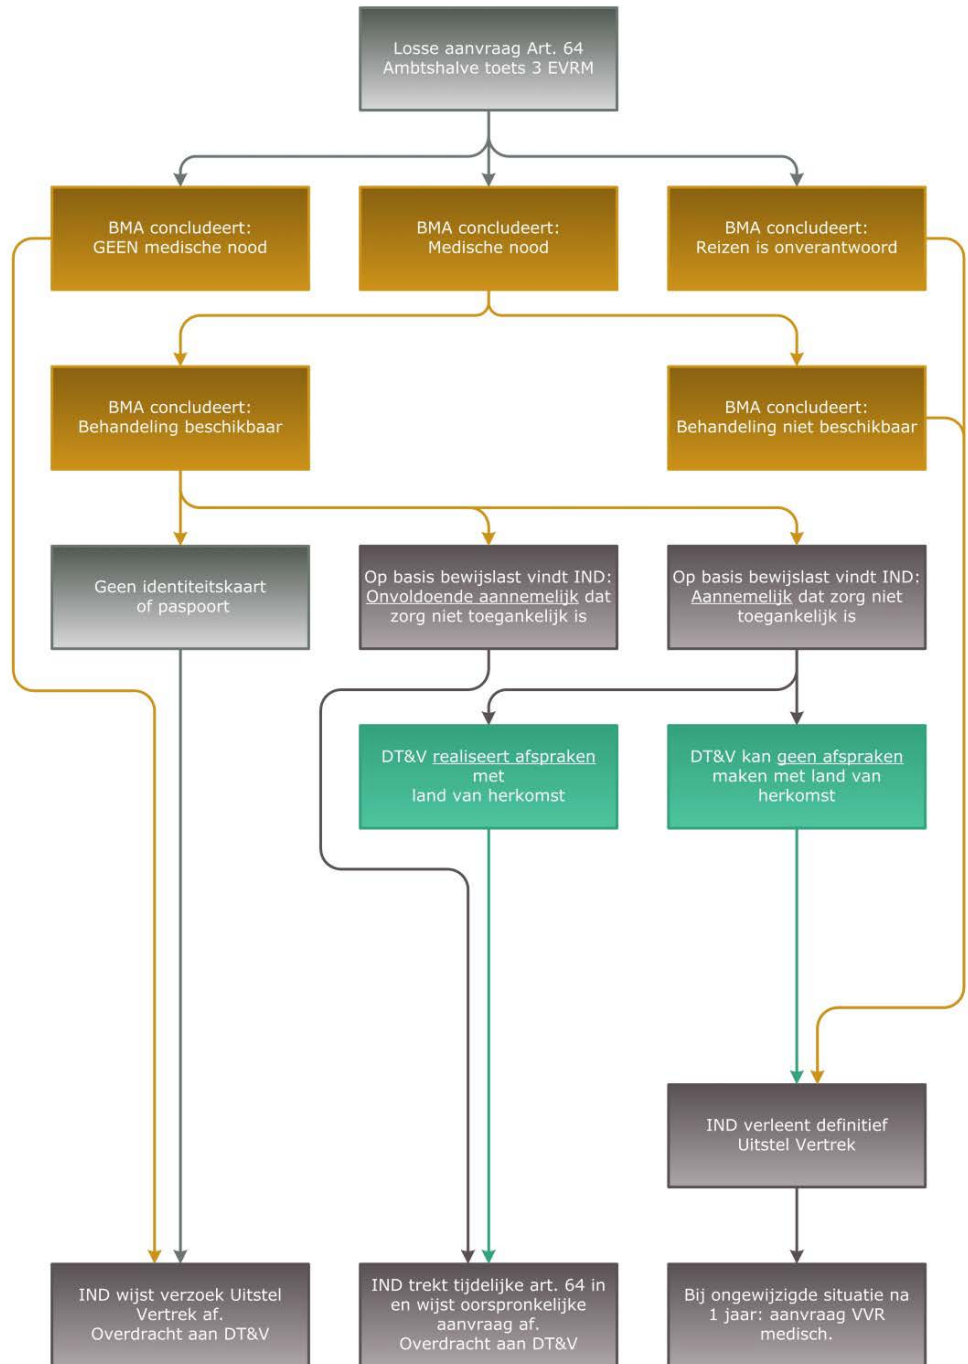 Losse aanvraag Art. 64
Ambtshalve toets 3 EVRM
BMA concludeert:
GEEN medische nood
BMA concludeert:
Medische nood
BMA concludeert:
Reizen is onverantwoord
BMA concludeert:
Behandeling beschikbaar
BMA concludeert:
Behandeling niet beschikbaar
Geen identiteitskaart
of paspoort
Op basis bewijslast vindt IND:
Onvoldoende aannemelijk dat
zorg niet toegankelijk is
Op basis bewijslast vindt IND:
Aannemelijk dat zorg niet
toegankelijk is
DT&V realiseert afspraken
met
land van herkomst
DT&V kan geen afspraken
maken met land van
herkomst
IND verleent definitief
Uitstel Vertrek
IND wijst verzoek Uitstel
Vertrek af.
Overdracht aan DT&V
IND trekt tijdelijke art. 64 in
en wijst oorspronkelijke
aanvraag af.
Overdracht aan DT&V
Bij ongewijzigde situatie na
1 jaar: aanvraag VVR
medisch.